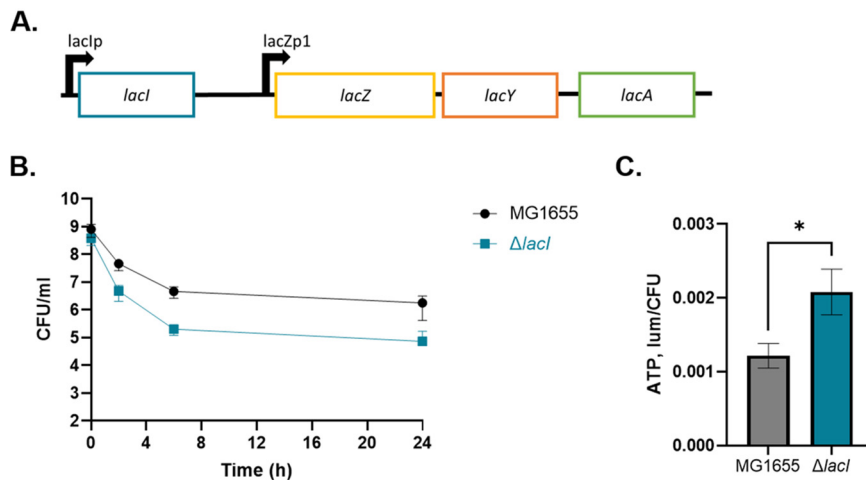 A.
lacIp
lacZp1
lacI
lacZ
lacY
lacA
B.
CFU/ml
10
9
8
7
6
5
4
3
2
0 4 8 12 16 20 24
Time (h)
MG1655
ΔlacI
C.
ATP, lum/CFU
0.003
0.002
0.001
0.000
*
MG1655 ΔlacI